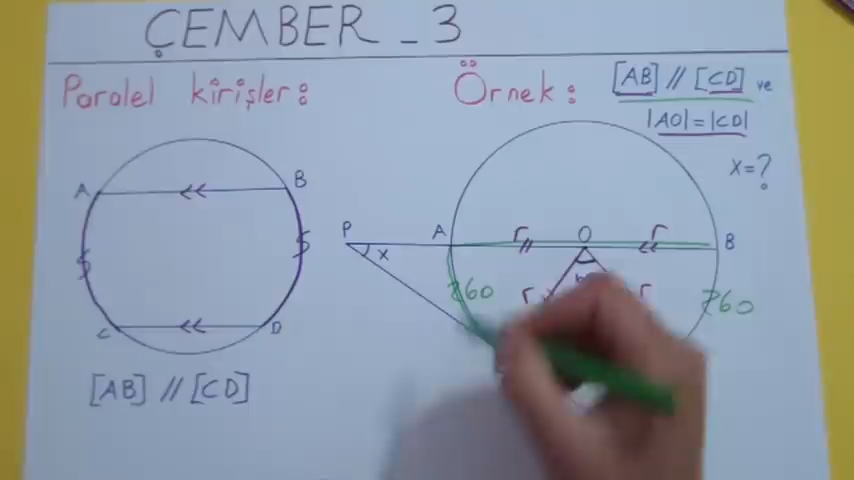 ÇEMBER - 3
Paralel kirişler:
Örnek:
[AB] // [CD] ve
|AO| = |CD|
x = ?
A
B
C
D
[AB] // [CD]
P
A
O
B
r
r
x
60
r
r
60